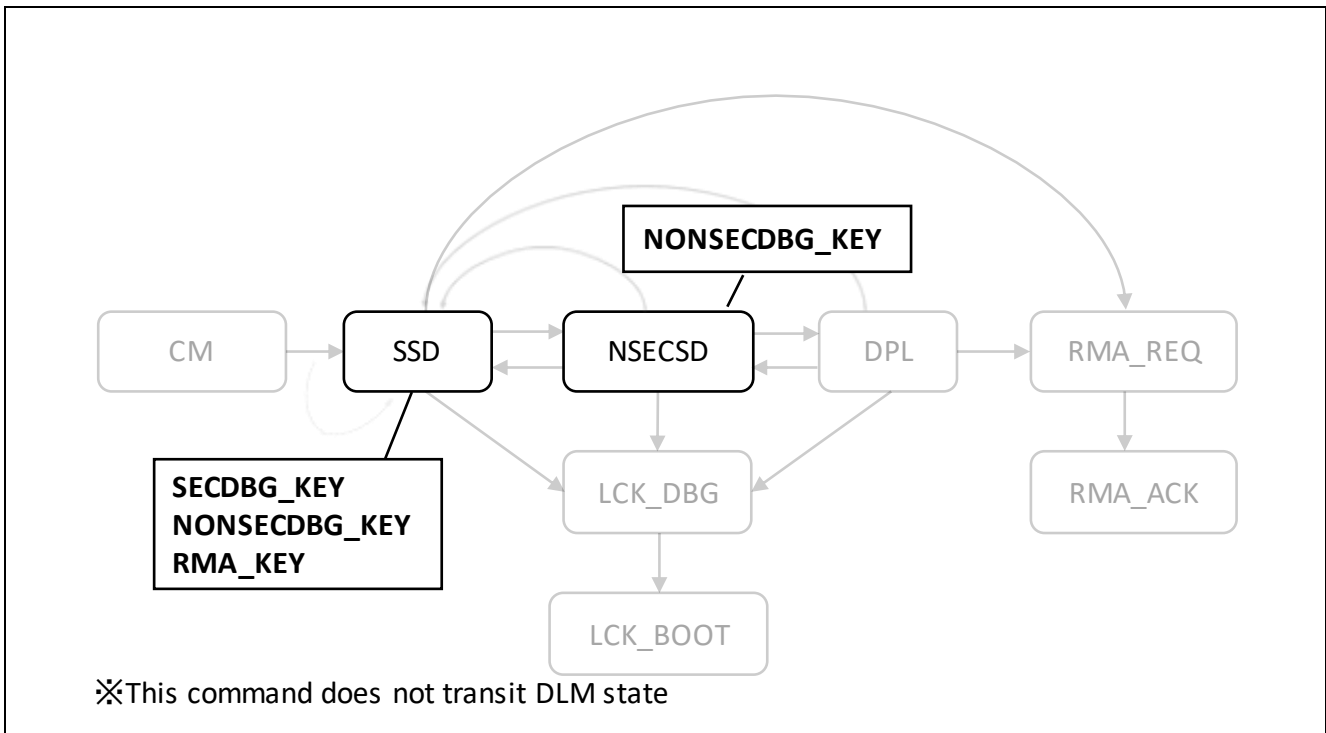 NONSECDBG_KEY
CM
SSD
NSECSD
DPL
RMA_REQ
SECDBG_KEY
NONSECDBG_KEY
RMA_KEY
LCK_DBG
RMA_ACK
LCK_BOOT
※This command does not transit DLM state